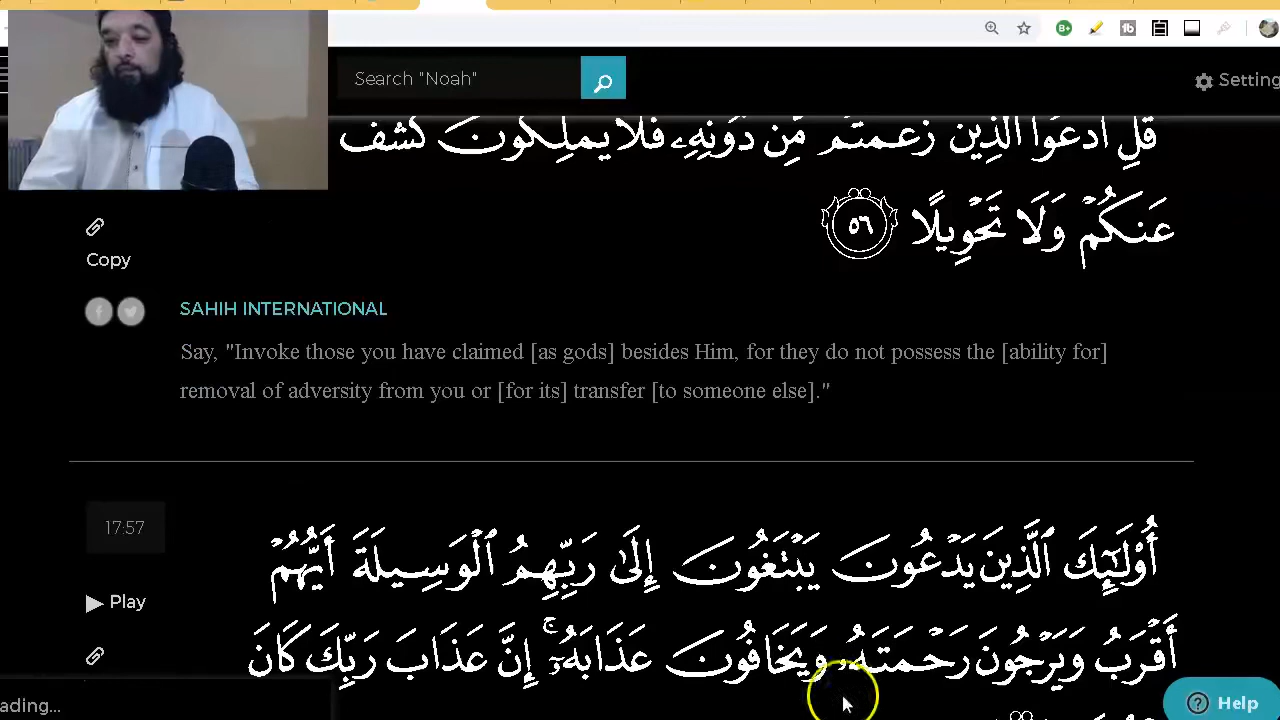 Search "Noah"
Setting
قُلِ ٱدْعُوا۟ ٱلَّذِينَ زَعَمْتُم مِّن دُونِهِۦ فَلَا يَمْلِكُونَ كَشْفَ
عَنكُمْ وَلَا تَحْوِيلًا ٥٦
Copy
SAHIH INTERNATIONAL
Say, "Invoke those you have claimed [as gods] besides Him, for they do not possess the [ability for]
removal of adversity from you or [for its] transfer [to someone else]."
17:57
أُو۟لَـٰٓئِكَ ٱلَّذِينَ يَدْعُونَ يَبْتَغُونَ إِلَىٰ رَبِّهِمُ ٱلْوَسِيلَةَ أَيُّهُمْ
Play
أَقْرَبُ وَيَرْجُونَ رَحْمَتَهُۥ وَيَخَافُونَ عَذَابَهُۥٓ ۚ إِنَّ عَذَابَ رَبِّكَ كَانَ
ading...
Help